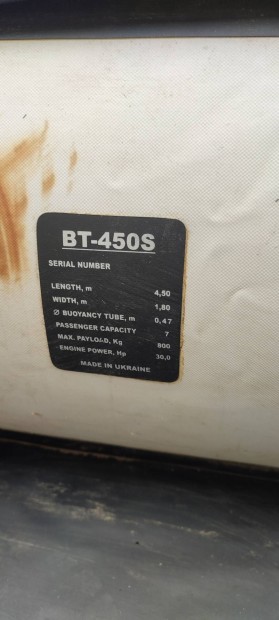 BT-450S
SERIAL NUMBER
LENGTH, m 4,50
WIDTH, m 1,80
Ø BUOYANCY TUBE, m 0,47
PASSENGER CAPACITY 7
MAX. PAYLOAD, Kg 800
ENGINE POWER, Hp 30,0
MADE IN UKRAINE